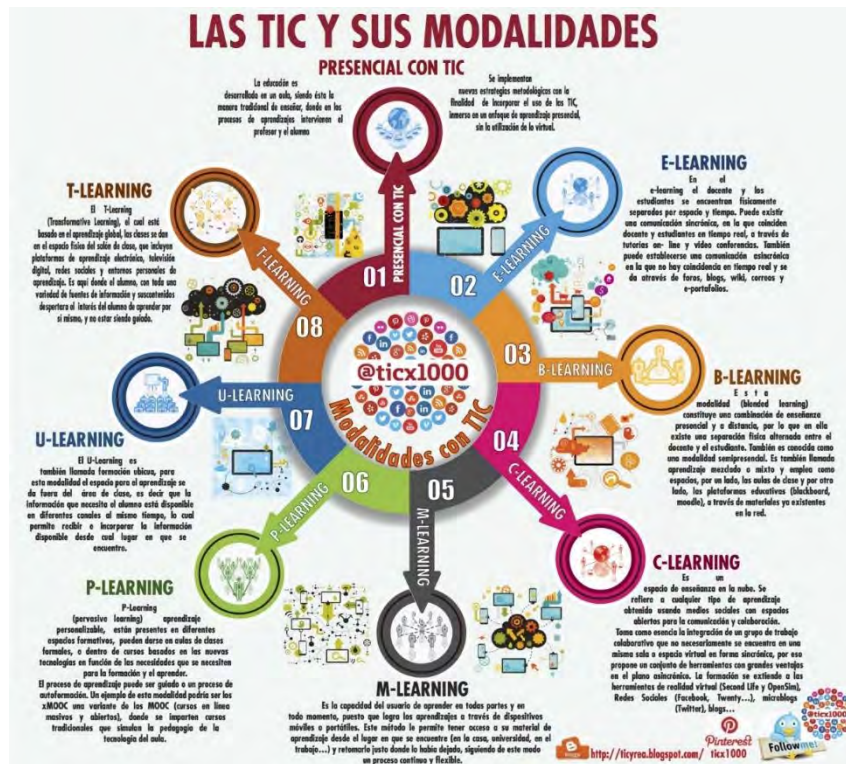 LAS TIC Y SUS MODALIDADES
PRESENCIAL CON TIC
La educación es
desarrollada en un aula, siendo ésta la
manera tradicional de enseñar, donde en los
procesos de aprendizajes intervienen el
profesor y el alumno
Se implementan
nuevas estrategias metodológicas con la
finalidad de incorporar el uso de las TIC,
inmerso en un enfoque de aprendizaje presencial,
sin la utilización de lo virtual.
T-LEARNING
El T-Learning
(Transformative Learning), el cual está
basado en el aprendizaje global, las clases se dan
en el espacio físico del salón de clase, que incluyen
plataformas de aprendizaje electrónico, televisión
digital, redes sociales y entornos personales de
aprendizaje. Es aquí donde el alumno, con toda una
variedad de fuentes de información y suscontenidos
despertara el interés del alumno de aprender por
si mismo, y no estar siendo guiado.
E-LEARNING
En el
e-learning el docente y los
estudiantes se encuentran físicamente
separados por espacio y tiempo. Puede existir
una comunicación sincrónica, en la que coinciden
docente y estudiantes en tiempo real, a través de
tutorías on- line y vídeo conferencias. También
puede establecerse una comunicación asincrónica
en la que no hay coincidencia en tiempo real y se
da através de foros, blogs, wiki, correos y
e-portafolios.
01
PRESENCIAL CON TIC
02
E-LEARNING
03
B-LEARNING
04
C-LEARNING
05
M-LEARNING
06
P-LEARNING
07
U-LEARNING
08
T-LEARNING
@ticx1000
Modalidades con TIC
B-LEARNING
Esta
modalidad (blended learning)
constituye una combinación de enseñanza
presencial y a distancia, por lo que en ella
existe una separación física alternada entre el
docente y el estudiante. También es conocida como
una modalidad semipresencial. Es también llamada
aprendizaje mezclado o mixto y emplea como
espacios, por un lado, las aulas de clase y por otro
lado, las plataformas educativas (blackboard,
moodle), a través de materiales ya existentes
en la red.
U-LEARNING
El U-Learning es
también llamada formación ubicua, para
esta modalidad el espacio para el aprendizaje se
da fuera del área de clase, es decir que la
información que necesita el alumno está disponible
en diferentes canales al mismo tiempo, lo cual
permite recibir e incorporar la información
disponible desde cual lugar en que se
encuentre.
C-LEARNING
Es un
espacio de enseñanza en la nube. Se
refiere a cualquier tipo de aprendizaje
obtenido usando medios sociales con espacios
abiertos para la comunicación y colaboración.
Toma como esencia la integración de un grupo de trabajo
colaborativo que no necesariamente se encuentra en una
misma sala o espacio virtual en forma sincrónica, por eso
propone un conjunto de herramientas con grandes ventajas
en el plano asincrónico. La formación se extiende a las
herramientas de realidad virtual (Second Life y OpenSim),
Redes Sociales (Facebook, Twenty...), microblogs
(Twitter), blogs...
P-LEARNING
P-Learning
(pervasive learning) aprendizaje
personalizable, están presentes en diferentes
espacios formativos, pueden darse en aulas de clases
formales, o dentro de cursos basados en las nuevas
tecnologías en función de las necesidades que se necesiten
para la formación y el aprender.
El proceso de aprendizaje puede ser guiado o un proceso de
autoformación. Un ejemplo de esta modalidad podría ser los
xMOOC una variante de los MOOC (cursos en línea
masivos y abiertos), donde se imparten cursos
tradicionales que simulan la pedagogía de la
tecnología del aula.
M-LEARNING
Es la capacidad del usuario de aprender en todas partes y en
todo momento, puesto que logra los aprendizajes a través de dispositivos
móviles o portátiles. Este método le permite tener acceso a su material de
aprendizaje desde el lugar en que se encuentre (en la casa, universidad, en el
trabajo...) y retomarlo justo donde lo había dejado, siguiendo de este modo
un proceso continuo y flexible.
http://ticyrea.blogspot.com/
Pinterest
ticx1000
Follow me!
@ticx1000